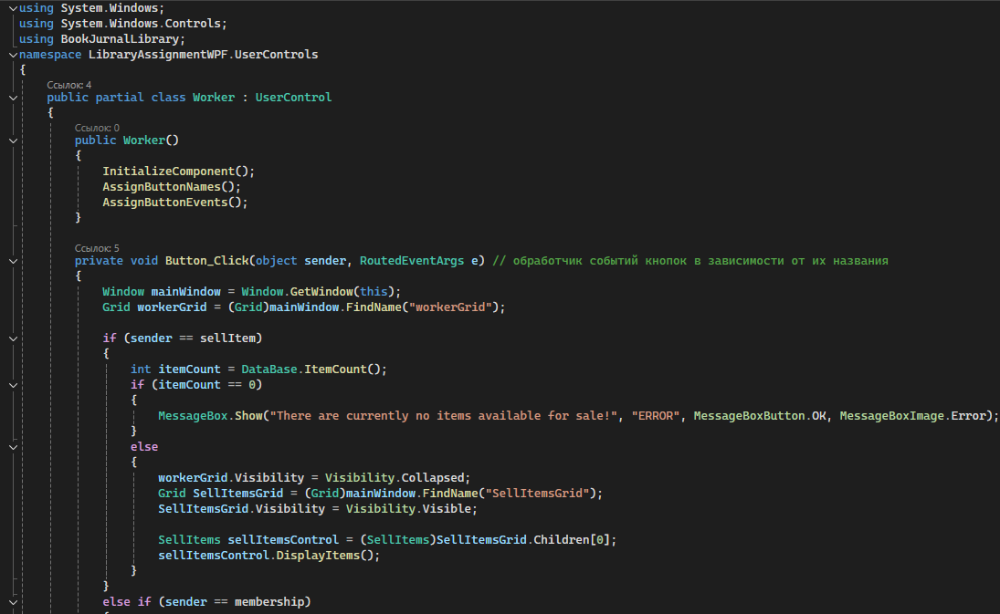 using System.Windows;
using System.Windows.Controls;
using BookJurnalLibrary;
namespace LibraryAssignmentWPF.UserControls
{
Ссылок: 4
public partial class Worker : UserControl
{
Ссылок: 0
public Worker()
{
InitializeComponent();
AssignButtonNames();
AssignButtonEvents();
}
Ссылок: 5
private void Button_Click(object sender, RoutedEventArgs e) // обработчик событий кнопок в зависимости от их названия
{
Window mainWindow = Window.GetWindow(this);
Grid workerGrid = (Grid)mainWindow.FindName("workerGrid");
if (sender == sellItem)
{
int itemCount = DataBase.ItemCount();
if (itemCount == 0)
{
MessageBox.Show("There are currently no items available for sale!", "ERROR", MessageBoxButton.OK, MessageBoxImage.Error);
}
else
{
workerGrid.Visibility = Visibility.Collapsed;
Grid SellItemsGrid = (Grid)mainWindow.FindName("SellItemsGrid");
SellItemsGrid.Visibility = Visibility.Visible;
SellItems sellItemsControl = (SellItems)SellItemsGrid.Children[0];
sellItemsControl.DisplayItems();
}
}
else if (sender == membership)